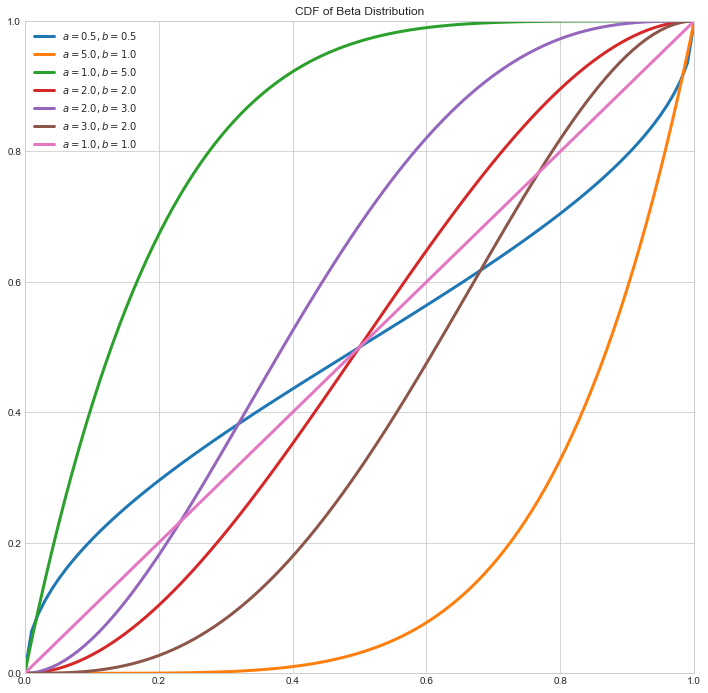 CDF of Beta Distribution
1.0
a = 0.5, b = 0.5
a = 5.0, b = 1.0
a = 1.0, b = 5.0
a = 2.0, b = 2.0
a = 2.0, b = 3.0
a = 3.0, b = 2.0
a = 1.0, b = 1.0
0.8
0.6
0.4
0.2
0.0
0.0 0.2 0.4 0.6 0.8 1.0